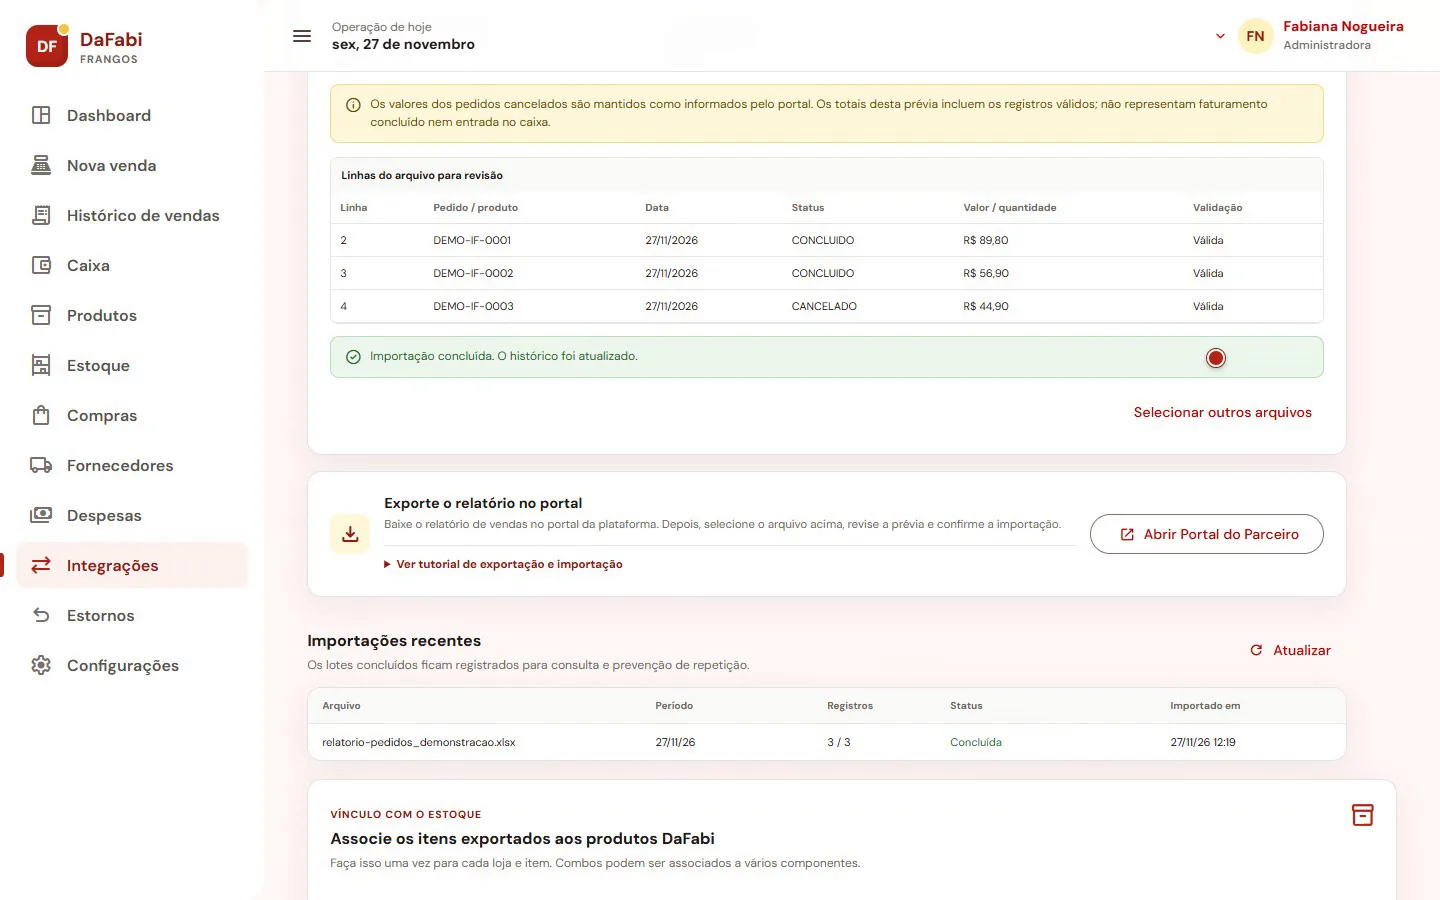 DF
DaFabi
FRANGOS
Dashboard
Nova venda
Histórico de vendas
Caixa
Produtos
Estoque
Compras
Fornecedores
Despesas
Integrações
Estornos
Configurações
Operação de hoje
sex, 27 de novembro
FN
Fabiana Nogueira
Administradora
Os valores dos pedidos cancelados são mantidos como informados pelo portal. Os totais desta prévia incluem os registros válidos; não representam faturamento
concluído nem entrada no caixa.
Linhas do arquivo para revisão
Linha Pedido / produto Data Status Valor / quantidade Validação
2 DEMO-IF-0001 27/11/2026 CONCLUIDO R$ 89,80 Válida
3 DEMO-IF-0002 27/11/2026 CONCLUIDO R$ 56,90 Válida
4 DEMO-IF-0003 27/11/2026 CANCELADO R$ 44,90 Válida
Importação concluída. O histórico foi atualizado.
Selecionar outros arquivos
Exporte o relatório no portal
Baixe o relatório de vendas no portal da plataforma. Depois, selecione o arquivo acima, revise a prévia e confirme a importação.
Ver tutorial de exportação e importação
Abrir Portal do Parceiro
Importações recentes
Os lotes concluídos ficam registrados para consulta e prevenção de repetição.
Atualizar
Arquivo Período Registros Status Importado em
relatorio-pedidos_demonstracao.xlsx 27/11/26 3 / 3 Concluída 27/11/26 12:19
VÍNCULO COM O ESTOQUE
Associe os itens exportados aos produtos DaFabi
Faça isso uma vez para cada loja e item. Combos podem ser associados a vários componentes.